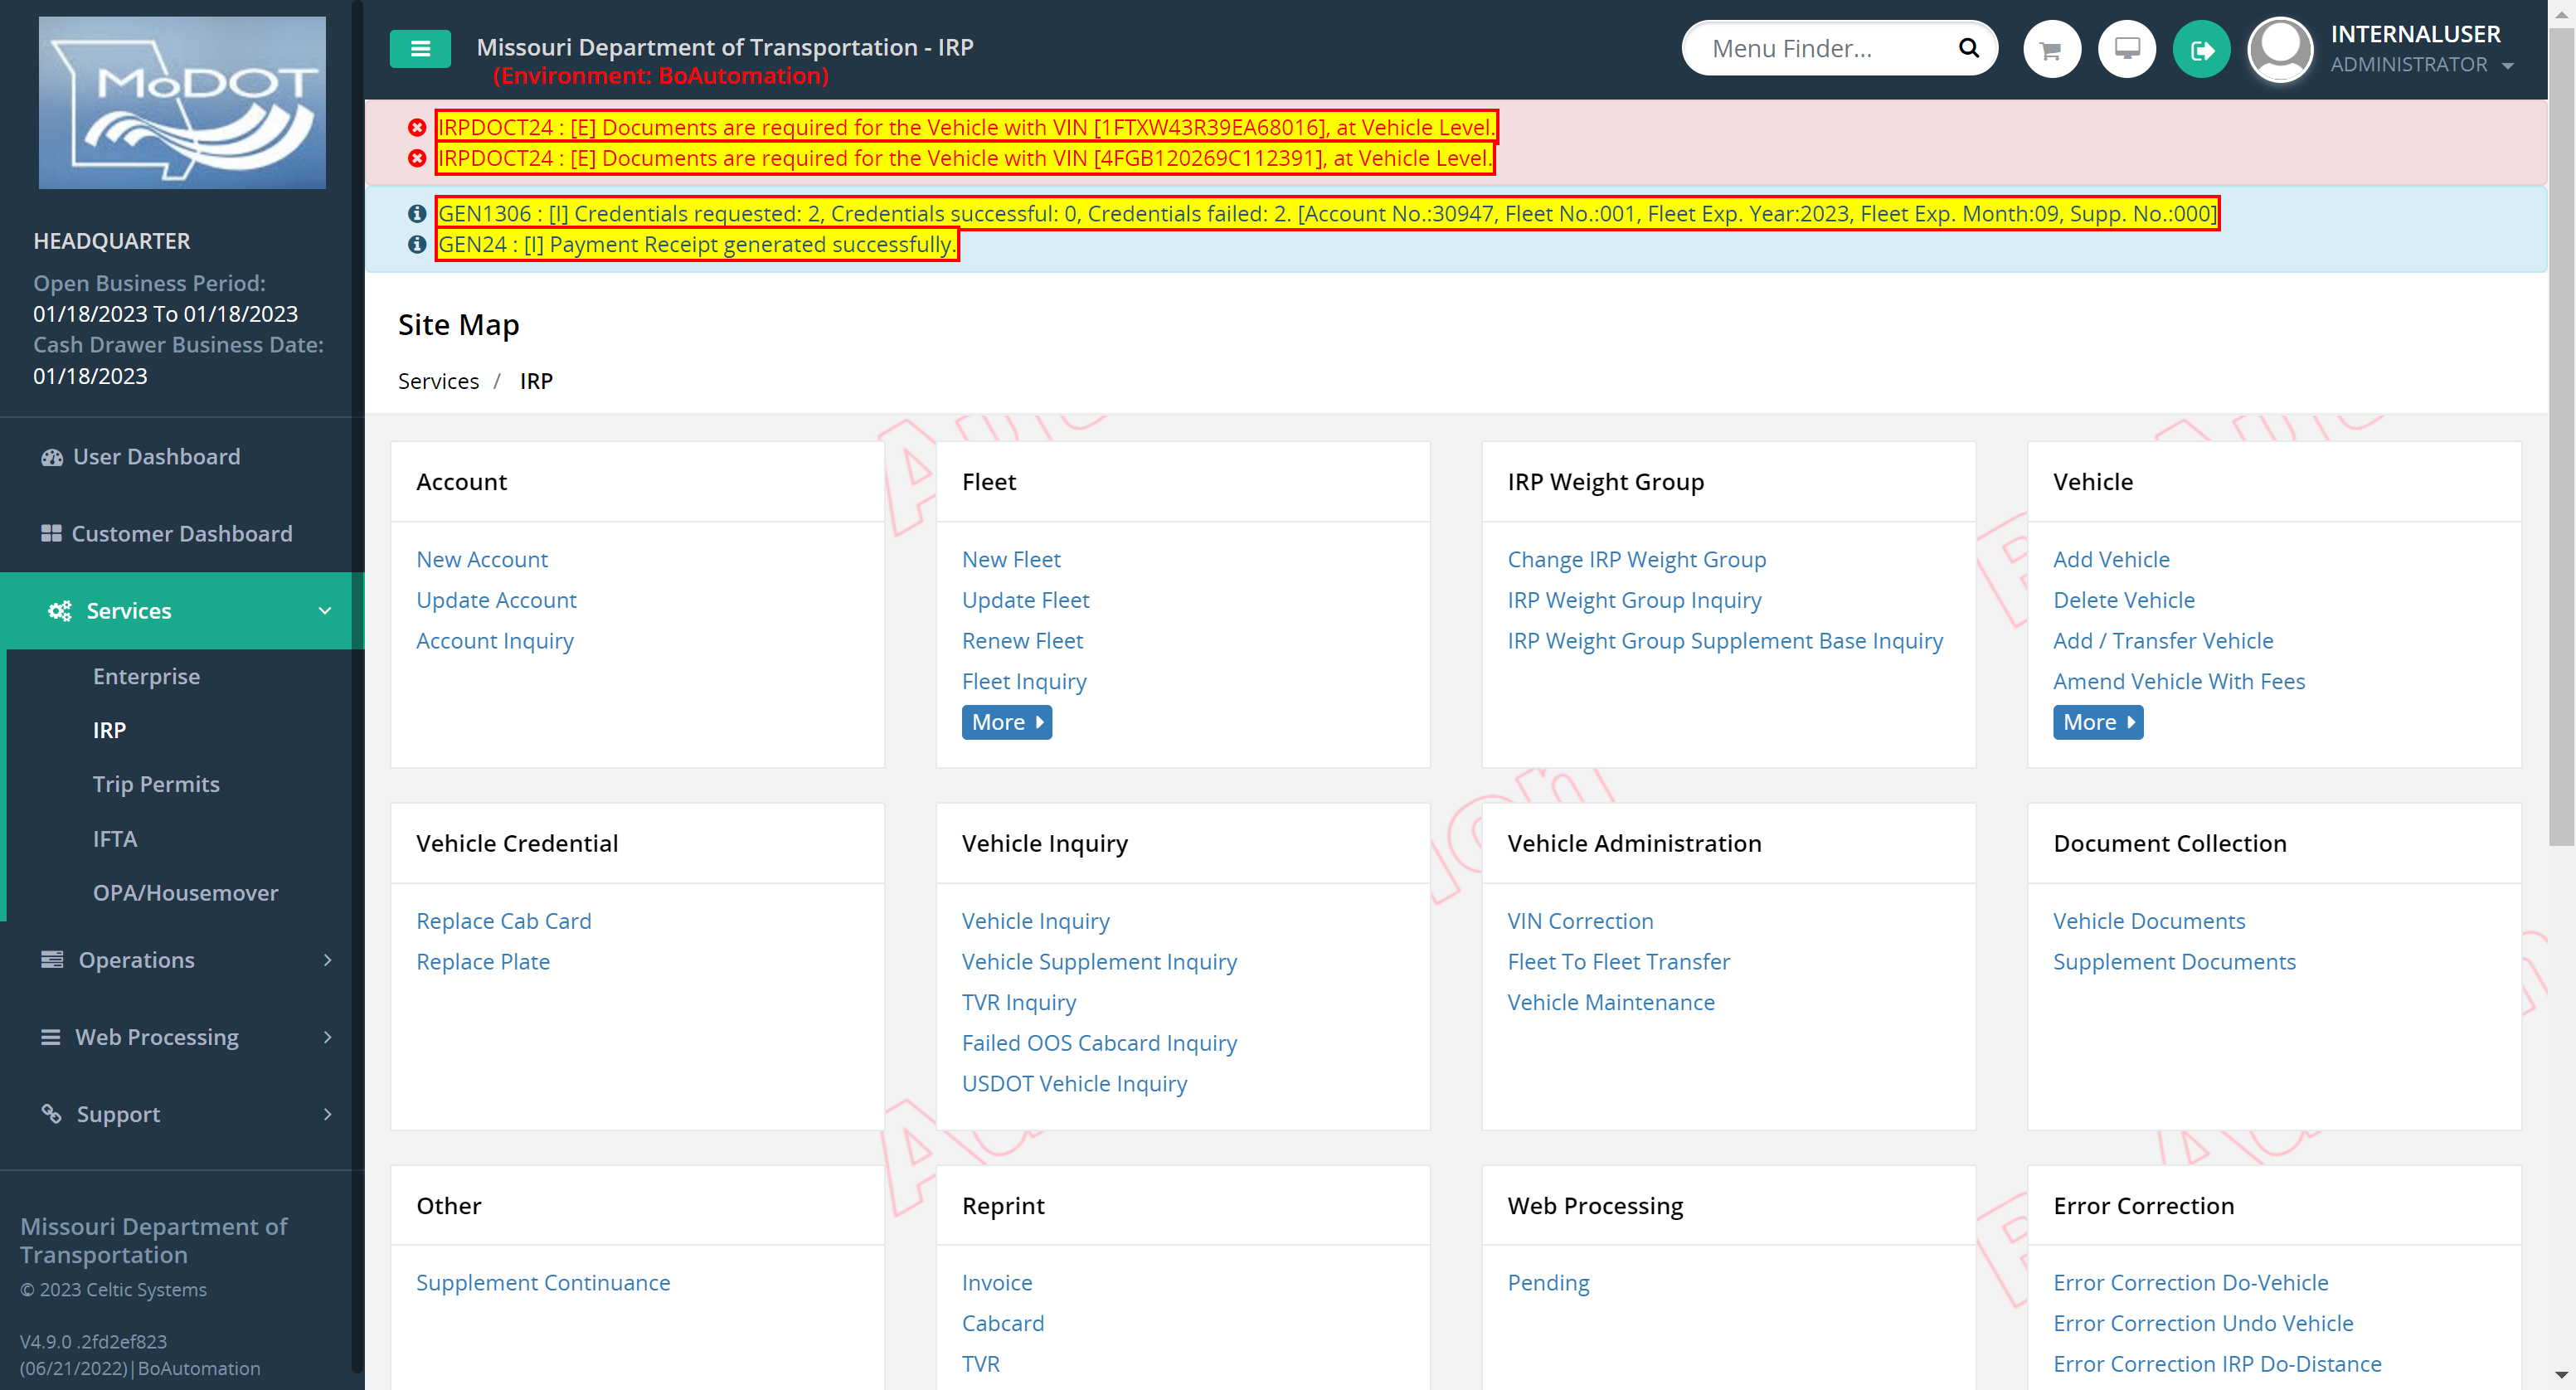 MoDOT
Missouri Department of Transportation - IRP
(Environment: BoAutomation)
Menu Finder...
INTERNALUSER
ADMINISTRATOR
IRPDOCT24 : [E] Documents are required for the Vehicle with VIN [1FTXW43R39EA68016], at Vehicle Level.
IRPDOCT24 : [E] Documents are required for the Vehicle with VIN [4FGB120269C112391], at Vehicle Level.
GEN1306 : [I] Credentials requested: 2, Credentials successful: 0, Credentials failed: 2. [Account No.:30947, Fleet No.:001, Fleet Exp. Year:2023, Fleet Exp. Month:09, Supp. No.:000]
GEN24 : [I] Payment Receipt generated successfully.
HEADQUARTER
Open Business Period:
01/18/2023 To 01/18/2023
Cash Drawer Business Date:
01/18/2023
User Dashboard
Customer Dashboard
Services
Enterprise
IRP
Trip Permits
IFTA
OPA/Housemover
Operations
Web Processing
Support
Missouri Department of
Transportation
© 2023 Celtic Systems
V4.9.0 .2fd2ef823
(06/21/2022)|BoAutomation
Site Map
Services / IRP
Account
New Account
Update Account
Account Inquiry
Fleet
New Fleet
Update Fleet
Renew Fleet
Fleet Inquiry
More
IRP Weight Group
Change IRP Weight Group
IRP Weight Group Inquiry
IRP Weight Group Supplement Base Inquiry
Vehicle
Add Vehicle
Delete Vehicle
Add / Transfer Vehicle
Amend Vehicle With Fees
More
Vehicle Credential
Replace Cab Card
Replace Plate
Vehicle Inquiry
Vehicle Inquiry
Vehicle Supplement Inquiry
TVR Inquiry
Failed OOS Cabcard Inquiry
USDOT Vehicle Inquiry
Vehicle Administration
VIN Correction
Fleet To Fleet Transfer
Vehicle Maintenance
Document Collection
Vehicle Documents
Supplement Documents
Other
Supplement Continuance
Reprint
Invoice
Cabcard
TVR
Web Processing
Pending
Error Correction
Error Correction Do-Vehicle
Error Correction Undo Vehicle
Error Correction IRP Do-Distance